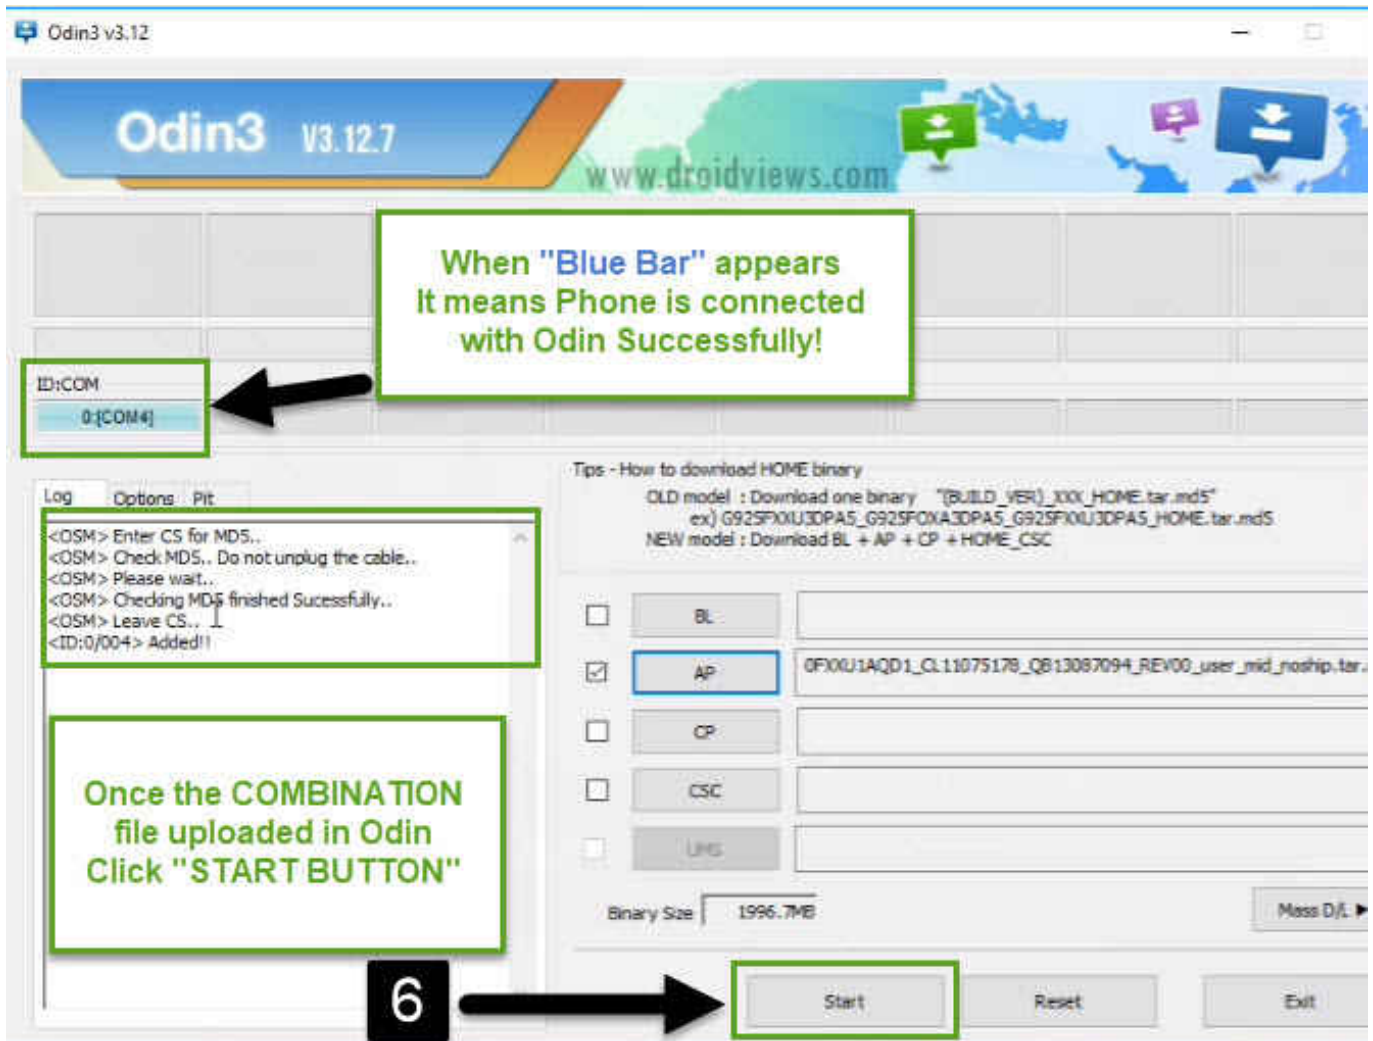 Odin3 v3.12
Odin3 V3.12.7
www.droidviews.com
When "Blue Bar" appears
It means Phone is connected
with Odin Successfully!
ID:COM
0:[COM4]
Log Options Pit
<OSM> Enter CS for MD5..
<OSM> Check MD5.. Do not unplug the cable..
<OSM> Please wait..
<OSM> Checking MD5 finished Sucessfully..
<OSM> Leave CS..
<ID:0/004> Added!!
Tips - How to download HOME binary
OLD model : Download one binary "(BUILD_VER)_XXX_HOME.tar.md5"
ex) G925FXXU3DPA5_G925FOXA3DPA5_G925FXXU3DPA5_HOME.tar.md5
NEW model : Download BL + AP + CP + HOME_CSC
BL
AP 0FXXU1AQD1_CL11075178_QB13087094_REV00_user_mid_noship.tar.
CP
CSC
UMS
Once the COMBINATION
file uploaded in Odin
Click "START BUTTON"
Binary Size 1996.7MB
Mass D/L
6
Start Reset Exit